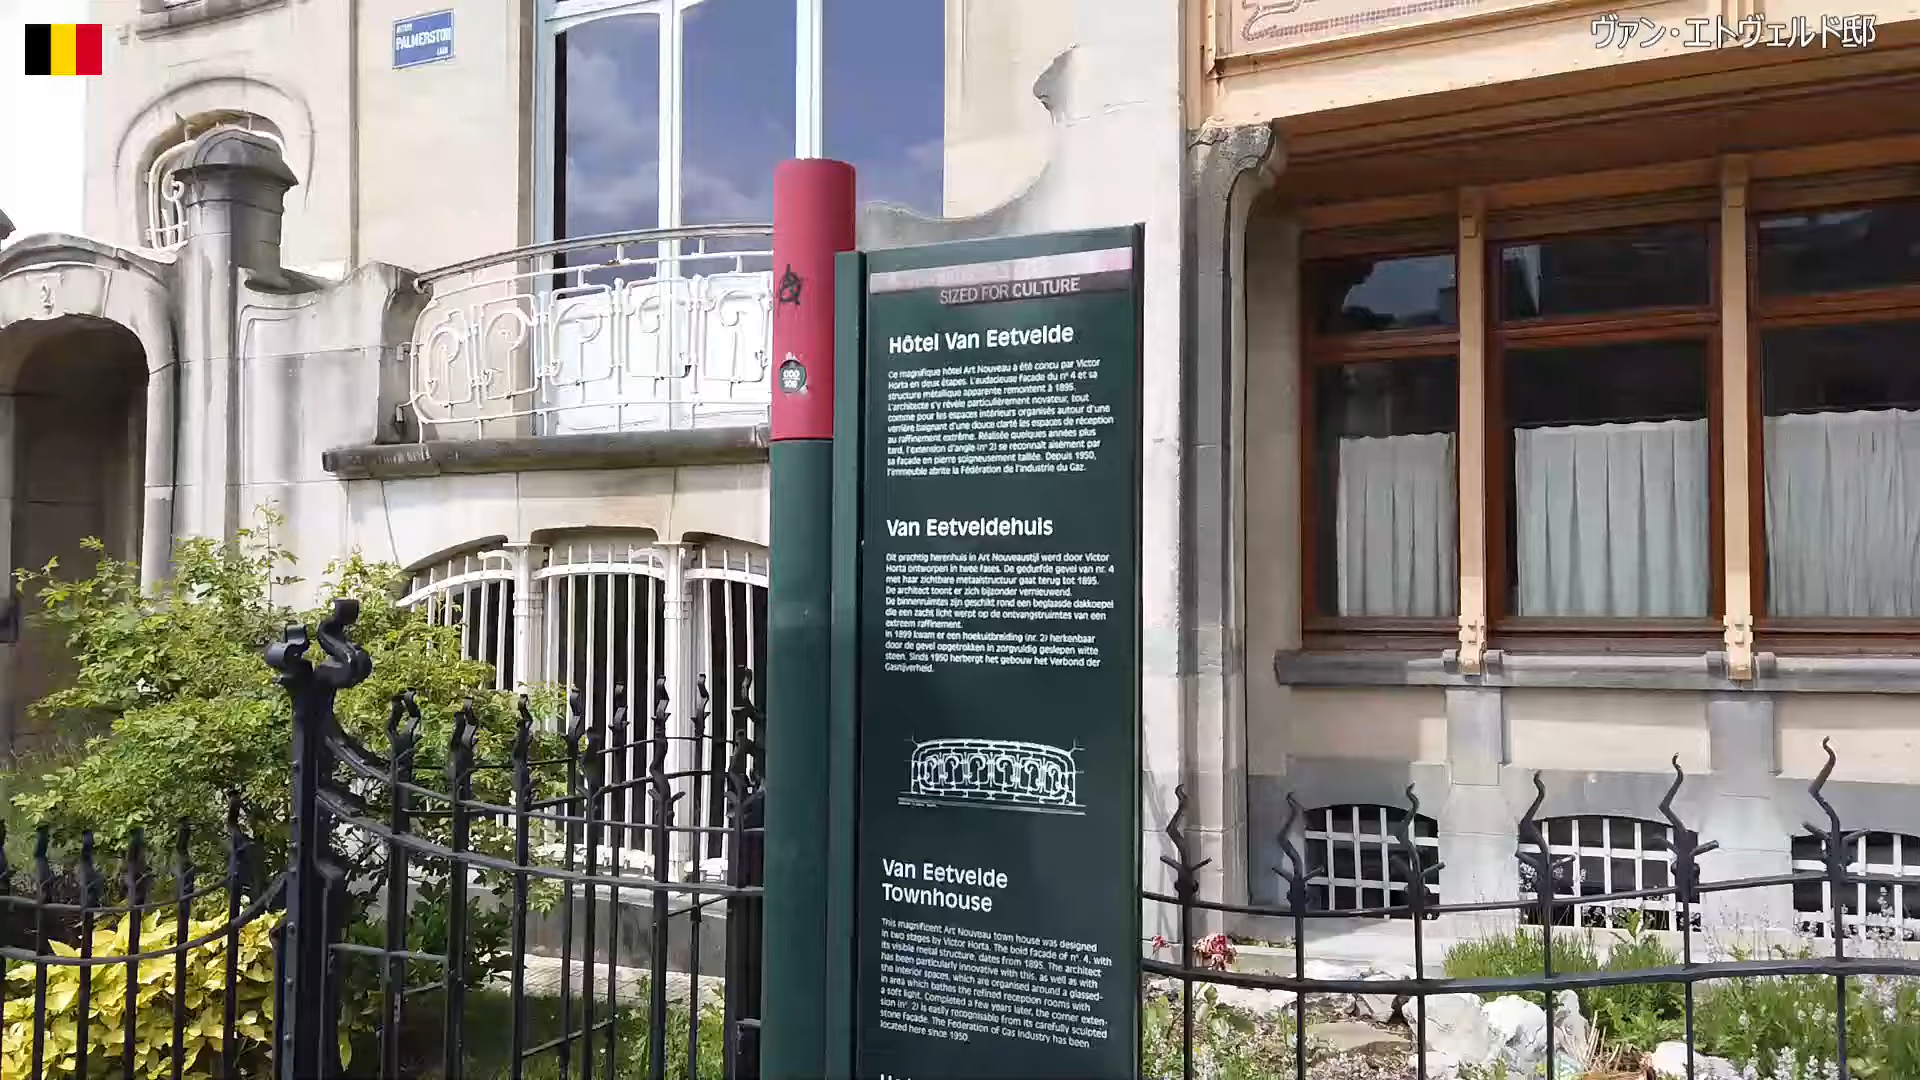 ヴァン・エトヴェルド邸
PALMERSTON
2
SIZED FOR CULTURE
Hôtel Van Eetvelde
Ce magnifique hôtel Art Nouveau a été conçu par Victor
Horta en deux étapes. L'audacieuse façade du n° 4 et sa
structure métallique apparente remontent à 1895.
L'architecte s'y révèle particulièrement novateur, tout
comme pour les espaces intérieurs organisés autour d'une
verrière baignant d'une douce clarté les espaces de réception
au raffinement extrême. Réalisée quelques années plus
tard, l'extension d'angle (n° 2) se reconnaît aisément par
sa façade en pierre soigneusement taillée. Depuis 1950,
l'immeuble abrite la Fédération de l'Industrie du Gaz.
Van Eetveldehuis
Dit prachtig herenhuis in Art Nouveaustijl werd door Victor
Horta ontworpen in twee fases. De gedurfde gevel van nr. 4
met haar zichtbare metaalstructuur gaat terug tot 1895.
De architect toont er zich bijzonder vernieuwend.
De binnenruimtes zijn geschikt rond een beglaasde dakkoepel
die een zacht licht werpt op de ontvangstruimtes van een
extreem raffinement.
In 1899 kwam er een hoekuitbreiding (nr. 2) herkenbaar
door de gevel opgetrokken in zorgvuldig geslepen witte
steen. Sinds 1950 herbergt het gebouw het Verbond der
Gasnijverheid.
Van Eetvelde
Townhouse
This magnificent Art Nouveau town house was designed
in two stages by Victor Horta. The bold façade of n°. 4, with
its visible metal structure, dates from 1895. The architect
has been particularly innovative with this, as well as with
the interior spaces, which are organised around a glassed-
in area which bathes the refined reception rooms with
a soft light. Completed a few years later, the corner exten-
sion (n°. 2) is easily recognisable from its carefully sculpted
stone façade. The Federation of Gas Industry has been
located here since 1950.